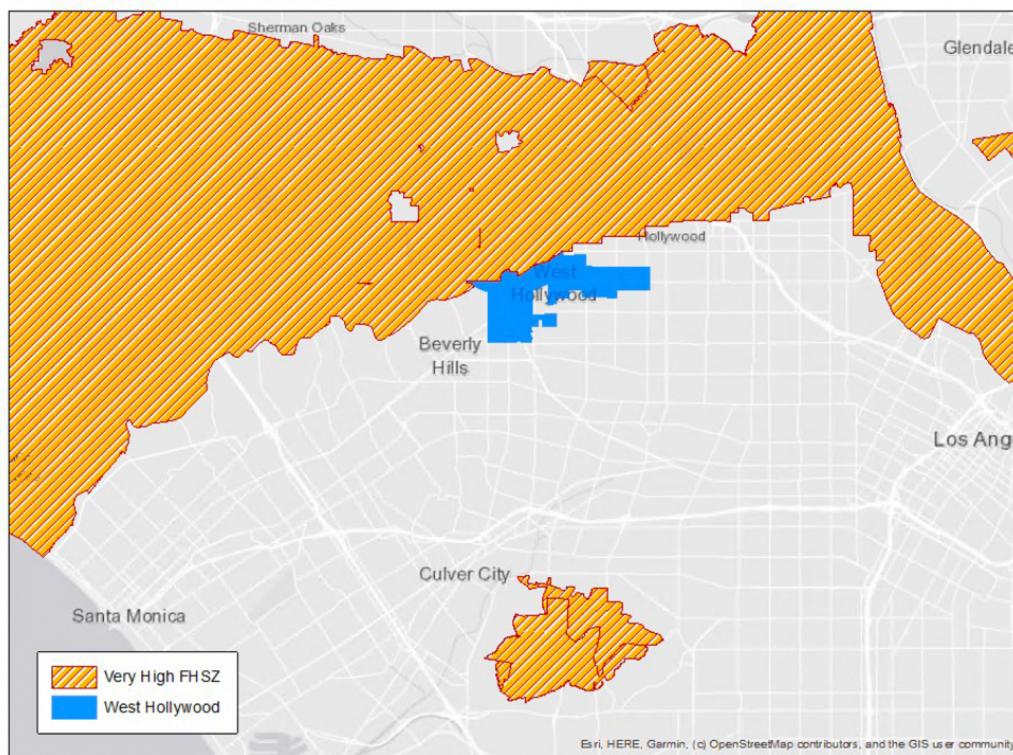 Sherman Oaks
Glendale
Hollywood
West
Hollywood
Beverly
Hills
Los Ang
Culver City
Santa Monica
Very High FHSZ
West Hollywood
Esri, HERE, Garmin, (c) OpenStreetMap contributors, and the GIS user community